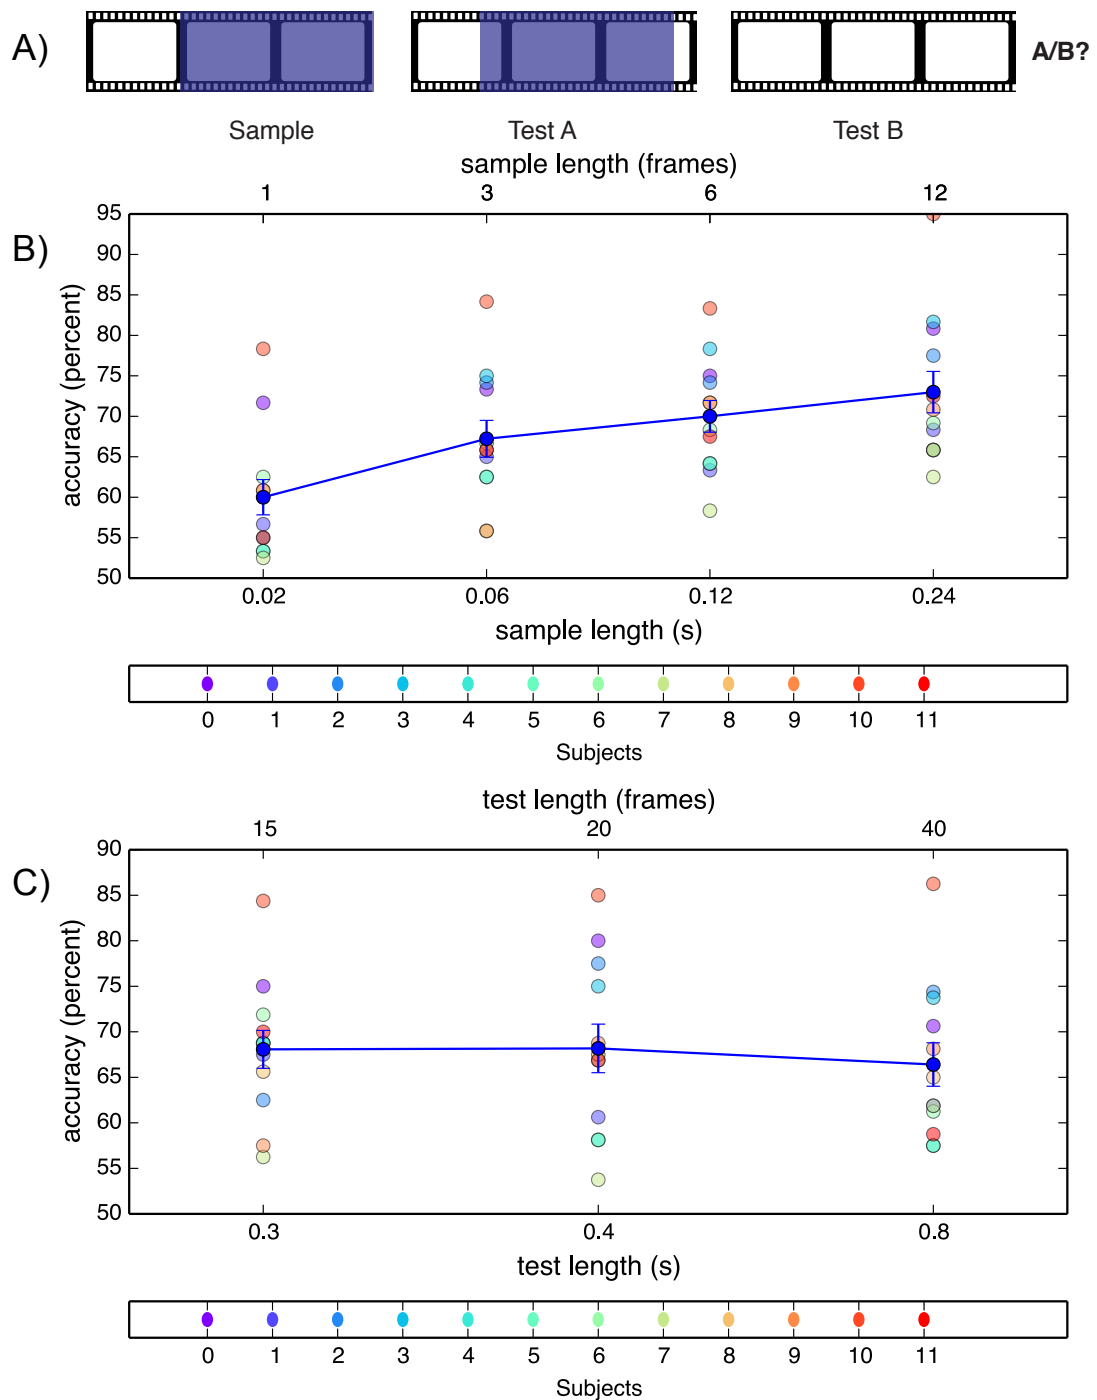 A)
A/B?
Sample
Test A
Test B
sample length (frames)
1 3 6 12
B)
95
90
85
80
75
70
65
60
55
50
accuracy (percent)
0.02 0.06 0.12 0.24
sample length (s)
0 1 2 3 4 5 6 7 8 9 10 11
Subjects
test length (frames)
15 20 40
C)
90
85
80
75
70
65
60
55
50
accuracy (percent)
0.3 0.4 0.8
test length (s)
0 1 2 3 4 5 6 7 8 9 10 11
Subjects